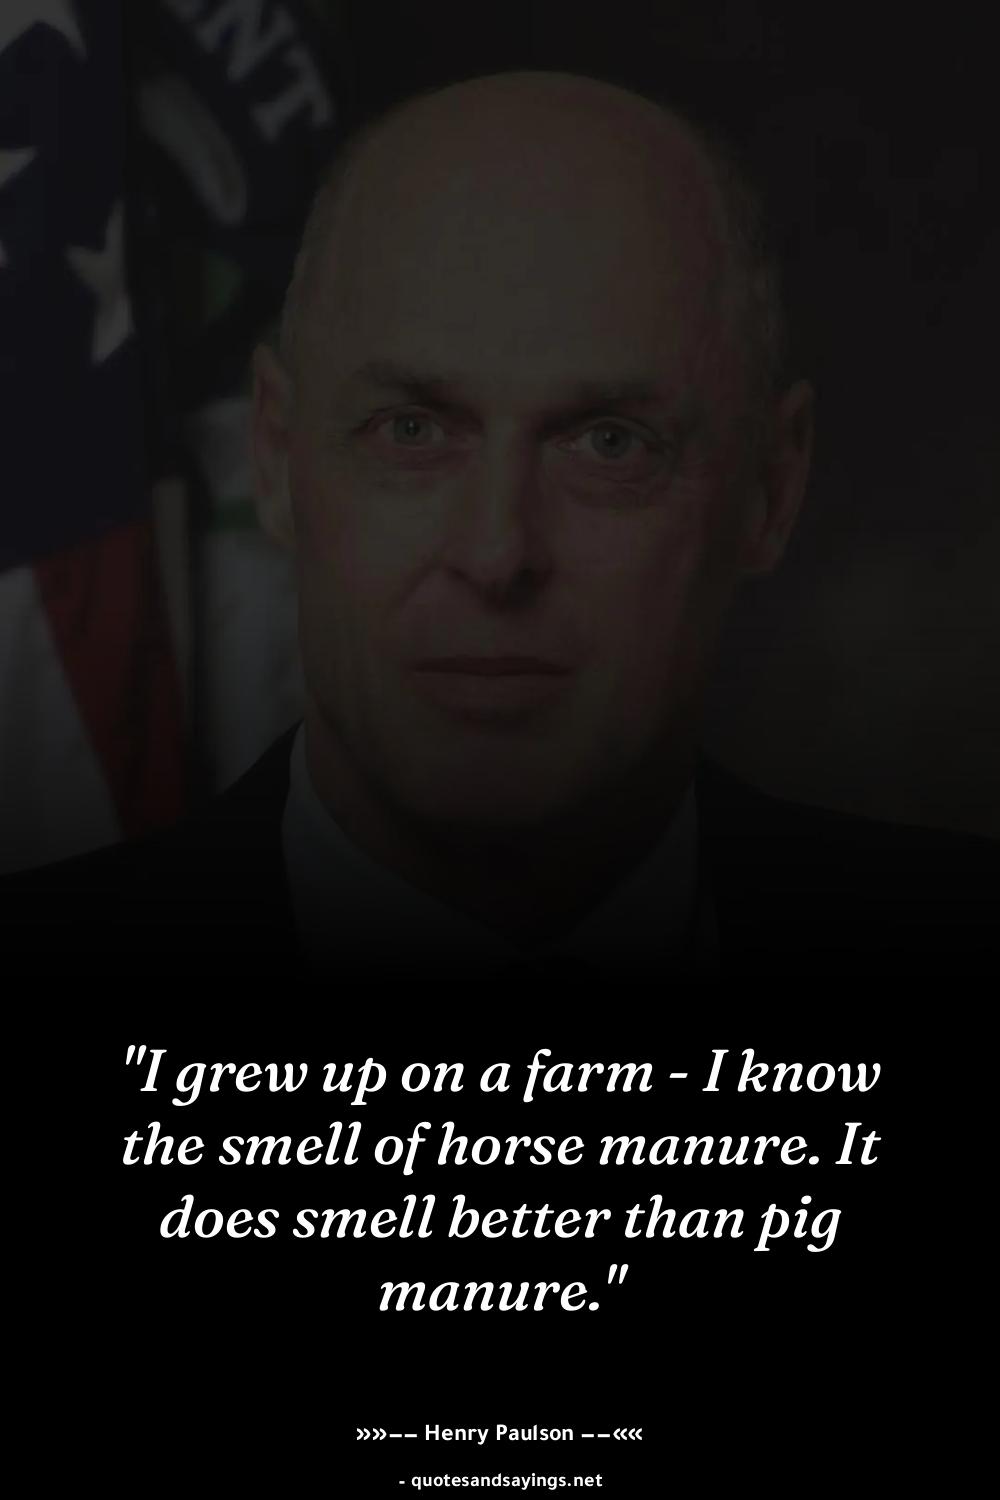 ENT
"I grew up on a farm - I know
the smell of horse manure. It
does smell better than pig
manure."
»»—— Henry Paulson ——««
- quotesandsayings.net